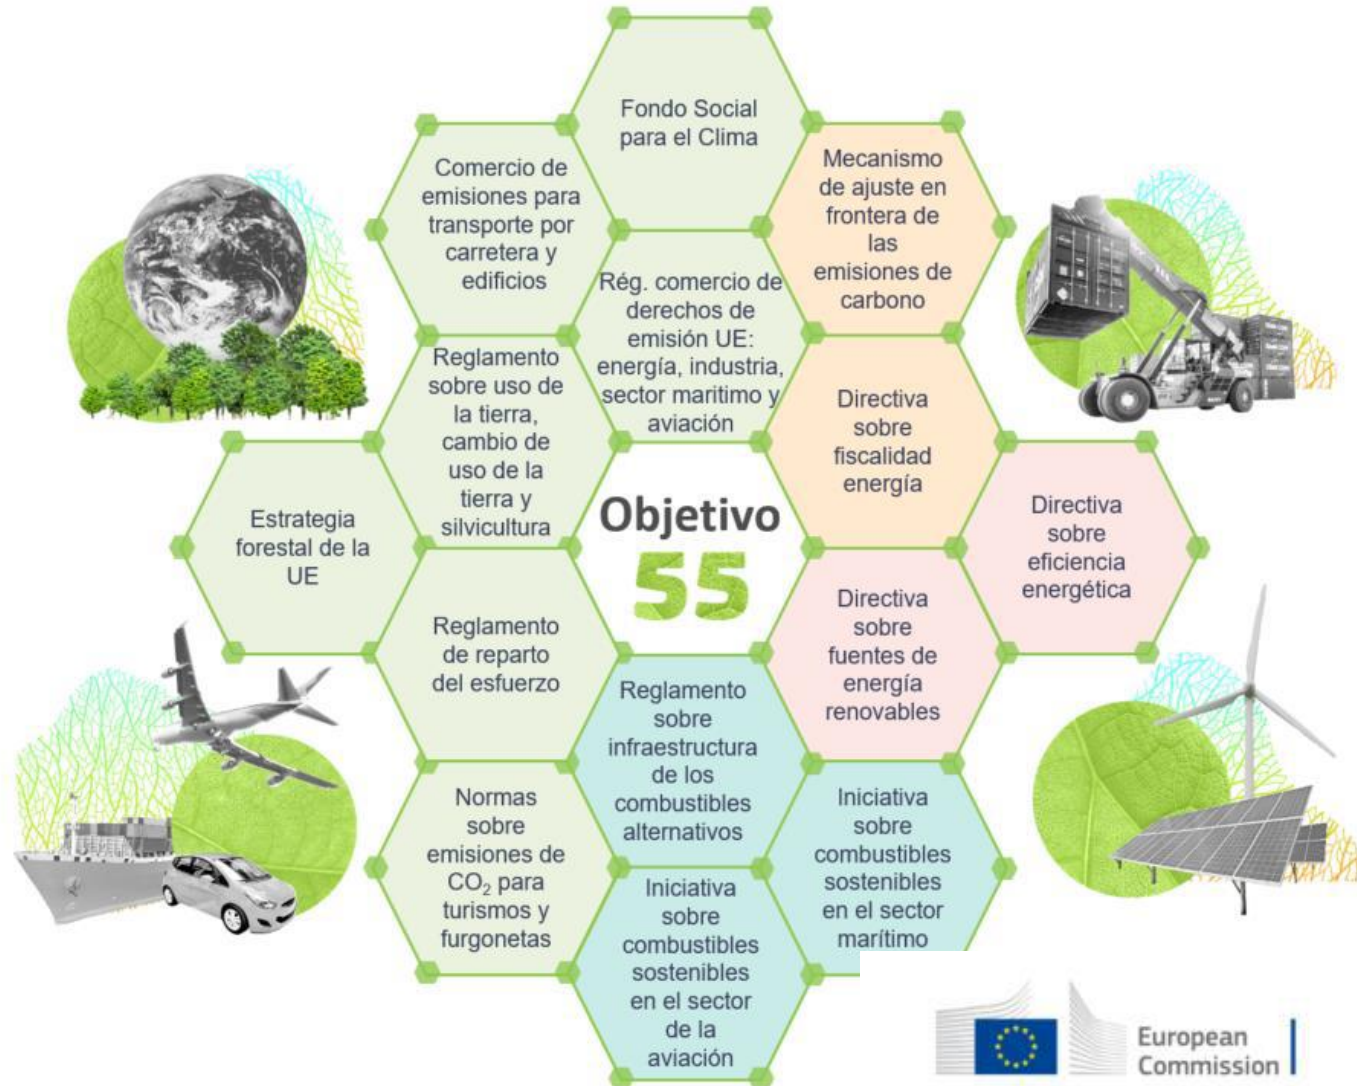 Fondo Social
para el Clima
Comercio de
emisiones para
transporte por
carretera y
edificios
Mecanismo
de ajuste en
frontera de
las
emisiones de
carbono
Rég. comercio de
derechos de
emisión UE:
energía, industria,
sector maritimo y
aviación
Reglamento
sobre uso de
la tierra,
cambio de
uso de la
tierra y
silvicultura
Directiva
sobre
fiscalidad
energía
Estrategia
forestal de la
UE
Objetivo
55
Directiva
sobre
eficiencia
energética
Reglamento
de reparto
del esfuerzo
Directiva
sobre
fuentes de
energía
renovables
Reglamento
sobre
infraestructura
de los
combustibles
alternativos
Normas
sobre
emisiones de
CO₂ para
turismos y
furgonetas
Iniciativa
sobre
combustibles
sostenibles
en el sector
marítimo
Iniciativa
sobre
combustibles
sostenibles
en el sector
de la
aviación
European
Commission